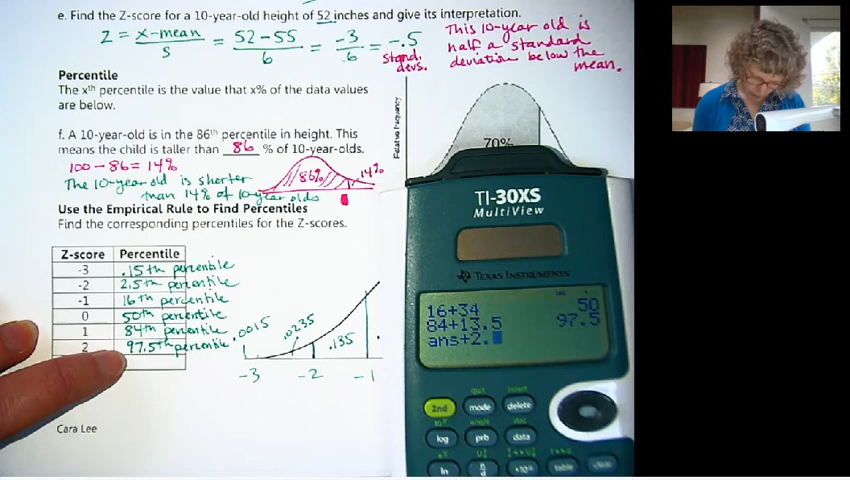 e. Find the Z-score for a 10-year-old height of 52 inches and give its interpretation.
Z = x-mean / s = 52-55 / 6 = -3 / 6 = -.5 stand. devs.
This 10-year old is
half a standard
deviation below the
mean.
Percentile
The xth percentile is the value that x% of the data values
are below.
f. A 10-year-old is in the 86th percentile in height. This
means the child is taller than 86 % of 10-year-olds.
100-86=14%
The 10-year old is shorter
than 14% of 10-year olds
86%
14%
Relative Frequency
70%
Use the Empirical Rule to Find Percentiles
Find the corresponding percentiles for the Z-scores.
Z-score Percentile
-3 .15th percentile
-2 2.5th percentile
-1 16th percentile
0 50th percentile
1 84th percentile
2 97.5th percentile
.0015 .0235 .135
-3 -2 -1
Cara Lee
TI-30XS
MultiView
TEXAS INSTRUMENTS
16+34 50
84+13.5 97.5
ans+2.
quit insert
2nd mode delete
log prb data
ln n/d table clear